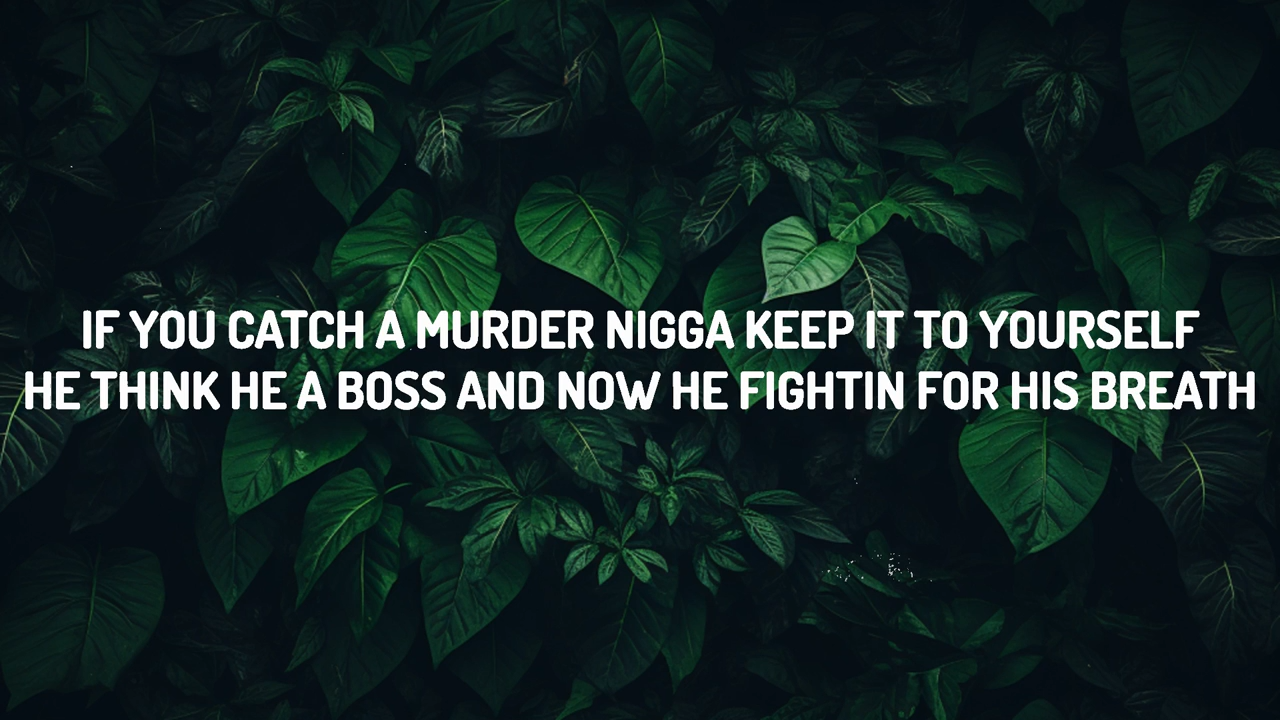 IF YOU CATCH A MURDER NIGGA KEEP IT TO YOURSELF
HE THINK HE A BOSS AND NOW HE FIGHTIN FOR HIS BREATH